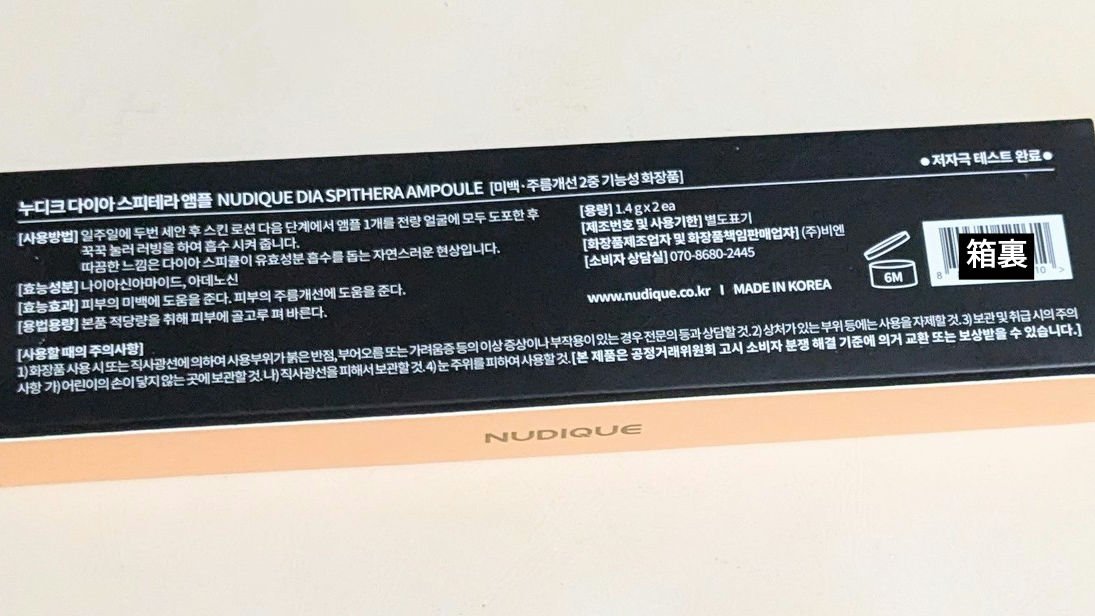 ●저자극 테스트 완료●
누디크 다이아 스피테라 앰플 NUDIQUE DIA SPITHERA AMPOULE [미백·주름개선 2중 기능성 화장품]
[사용방법] 일주일에 두번 세안 후 스킨 로션 다음 단계에서 앰플 1개를 전량 얼굴에 모두 도포한 후
꾹꾹 눌러 러빙을 하여 흡수 시켜 줍니다.
따끔한 느낌은 다이아 스피큘이 유효성분 흡수를 돕는 자연스러운 현상입니다.
[효능성분] 나이아신아마이드, 아데노신
[효능효과] 피부의 미백에 도움을 준다. 피부의 주름개선에 도움을 준다.
[용법용량] 본품 적당량을 취해 피부에 골고루 펴 바른다.
[용량] 1.4 g x 2 ea
[제조번호 및 사용기한] 별도표기
[화장품제조업자 및 화장품책임판매업자] (주)비엔
[소비자 상담실] 070-8680-2445
www.nudique.co.kr I MADE IN KOREA
6M
箱裏
8 10 >
[사용할 때의 주의사항]
1) 화장품 사용 시 또는 직사광선에 의하여 사용부위가 붉은 반점, 부어오름 또는 가려움증 등의 이상 증상이나 부작용이 있는 경우 전문의 등과 상담할 것. 2) 상처가 있는 부위 등에는 사용을 자제할 것. 3) 보관 및 취급 시의 주의
사항 가) 어린이의 손이 닿지 않는 곳에 보관할 것. 나) 직사광선을 피해서 보관할 것. 4) 눈 주위를 피하여 사용할 것. [본 제품은 공정거래위원회 고시 소비자 분쟁 해결 기준에 의거 교환 또는 보상받을 수 있습니다.]
NUDIQUE